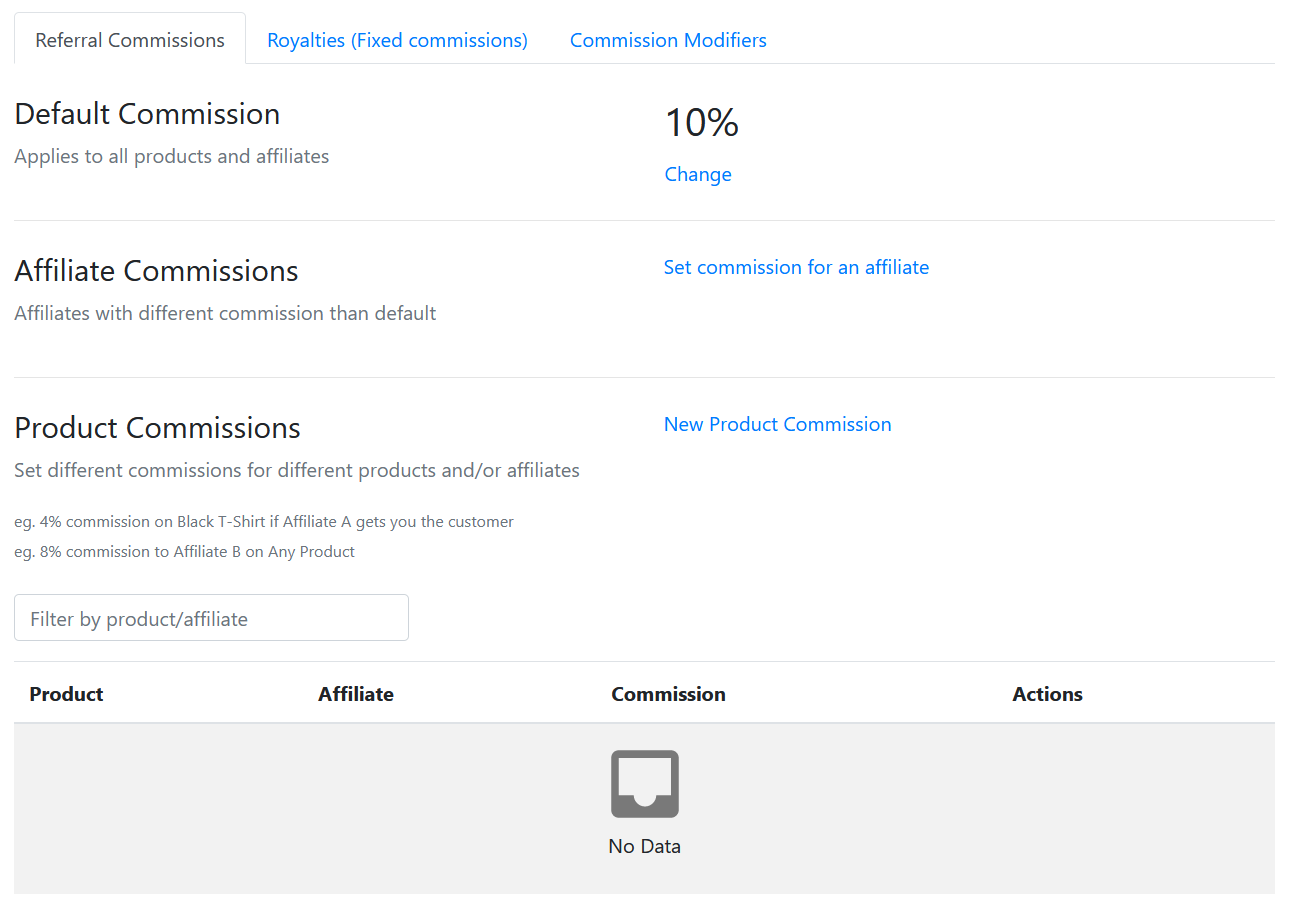 Referral Commissions Royalties (Fixed commissions) Commission Modifiers
Default Commission
Applies to all products and affiliates
10%
Change
Affiliate Commissions
Affiliates with different commission than default
Set commission for an affiliate
Product Commissions
Set different commissions for different products and/or affiliates
New Product Commission
eg. 4% commission on Black T-Shirt if Affiliate A gets you the customer
eg. 8% commission to Affiliate B on Any Product
Filter by product/affiliate
Product Affiliate Commission Actions
No Data